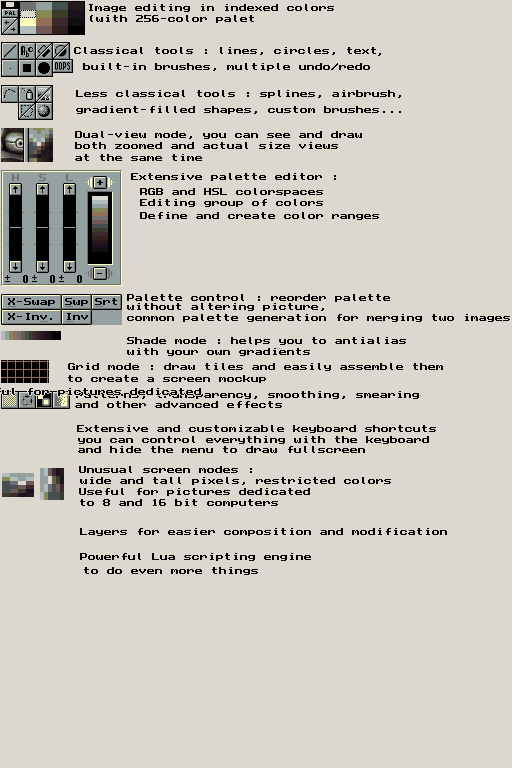 Image editing in indexed colors
PAL
(with 256-color palet
Classical tools : lines, circles, text,
OOPS
built-in brushes, multiple undo/redo
Less classical tools : splines, airbrush,
gradient-filled shapes, custom brushes...
Dual-view mode, you can see and draw
both zoomed and actual size views
at the same time
H S L
Extensive palette editor :
RGB and HSL colorspaces
Editing group of colors
Define and create color ranges
± 0 ± 0 ± 0
X-Swap Swp Srt
X-Inv. Inv
Palette control : reorder palette
without altering picture,
common palette generation for merging two images
Shade mode : helps you to antialias
with your own gradients
Grid mode : draw tiles and easily assemble them
to create a screen mockup
ul for pictures dedicated
Patterns, transparency, smoothing, smearing
and other advanced effects
Extensive and customizable keyboard shortcuts
you can control everything with the keyboard
and hide the menu to draw fullscreen
Unusual screen modes :
wide and tall pixels, restricted colors
Useful for pictures dedicated
to 8 and 16 bit computers
Layers for easier composition and modification
Powerful Lua scripting engine
to do even more things